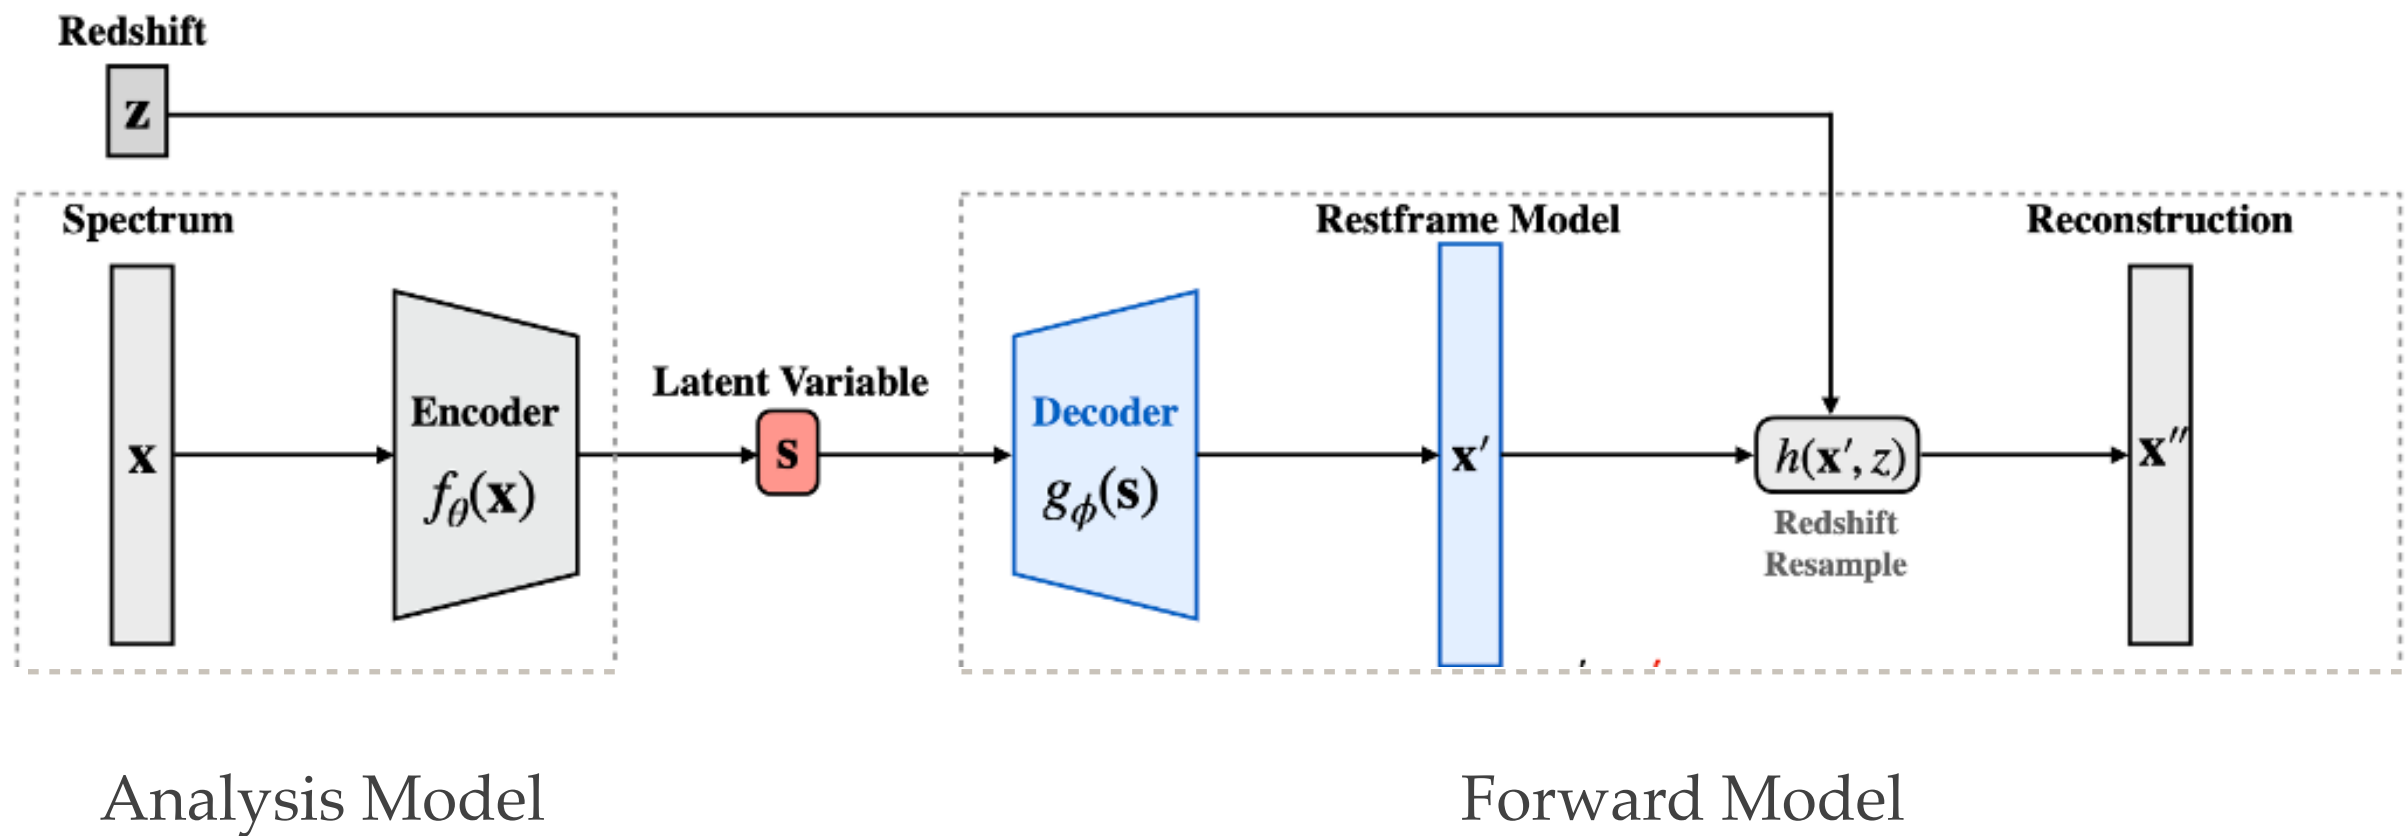 Redshift
z
Spectrum
Restframe Model
Reconstruction
Latent Variable
Encoder
Decoder
x
s
x′
h(x′, z)
x″
fθ(x)
gϕ(s)
Redshift
Resample
Analysis Model
Forward Model